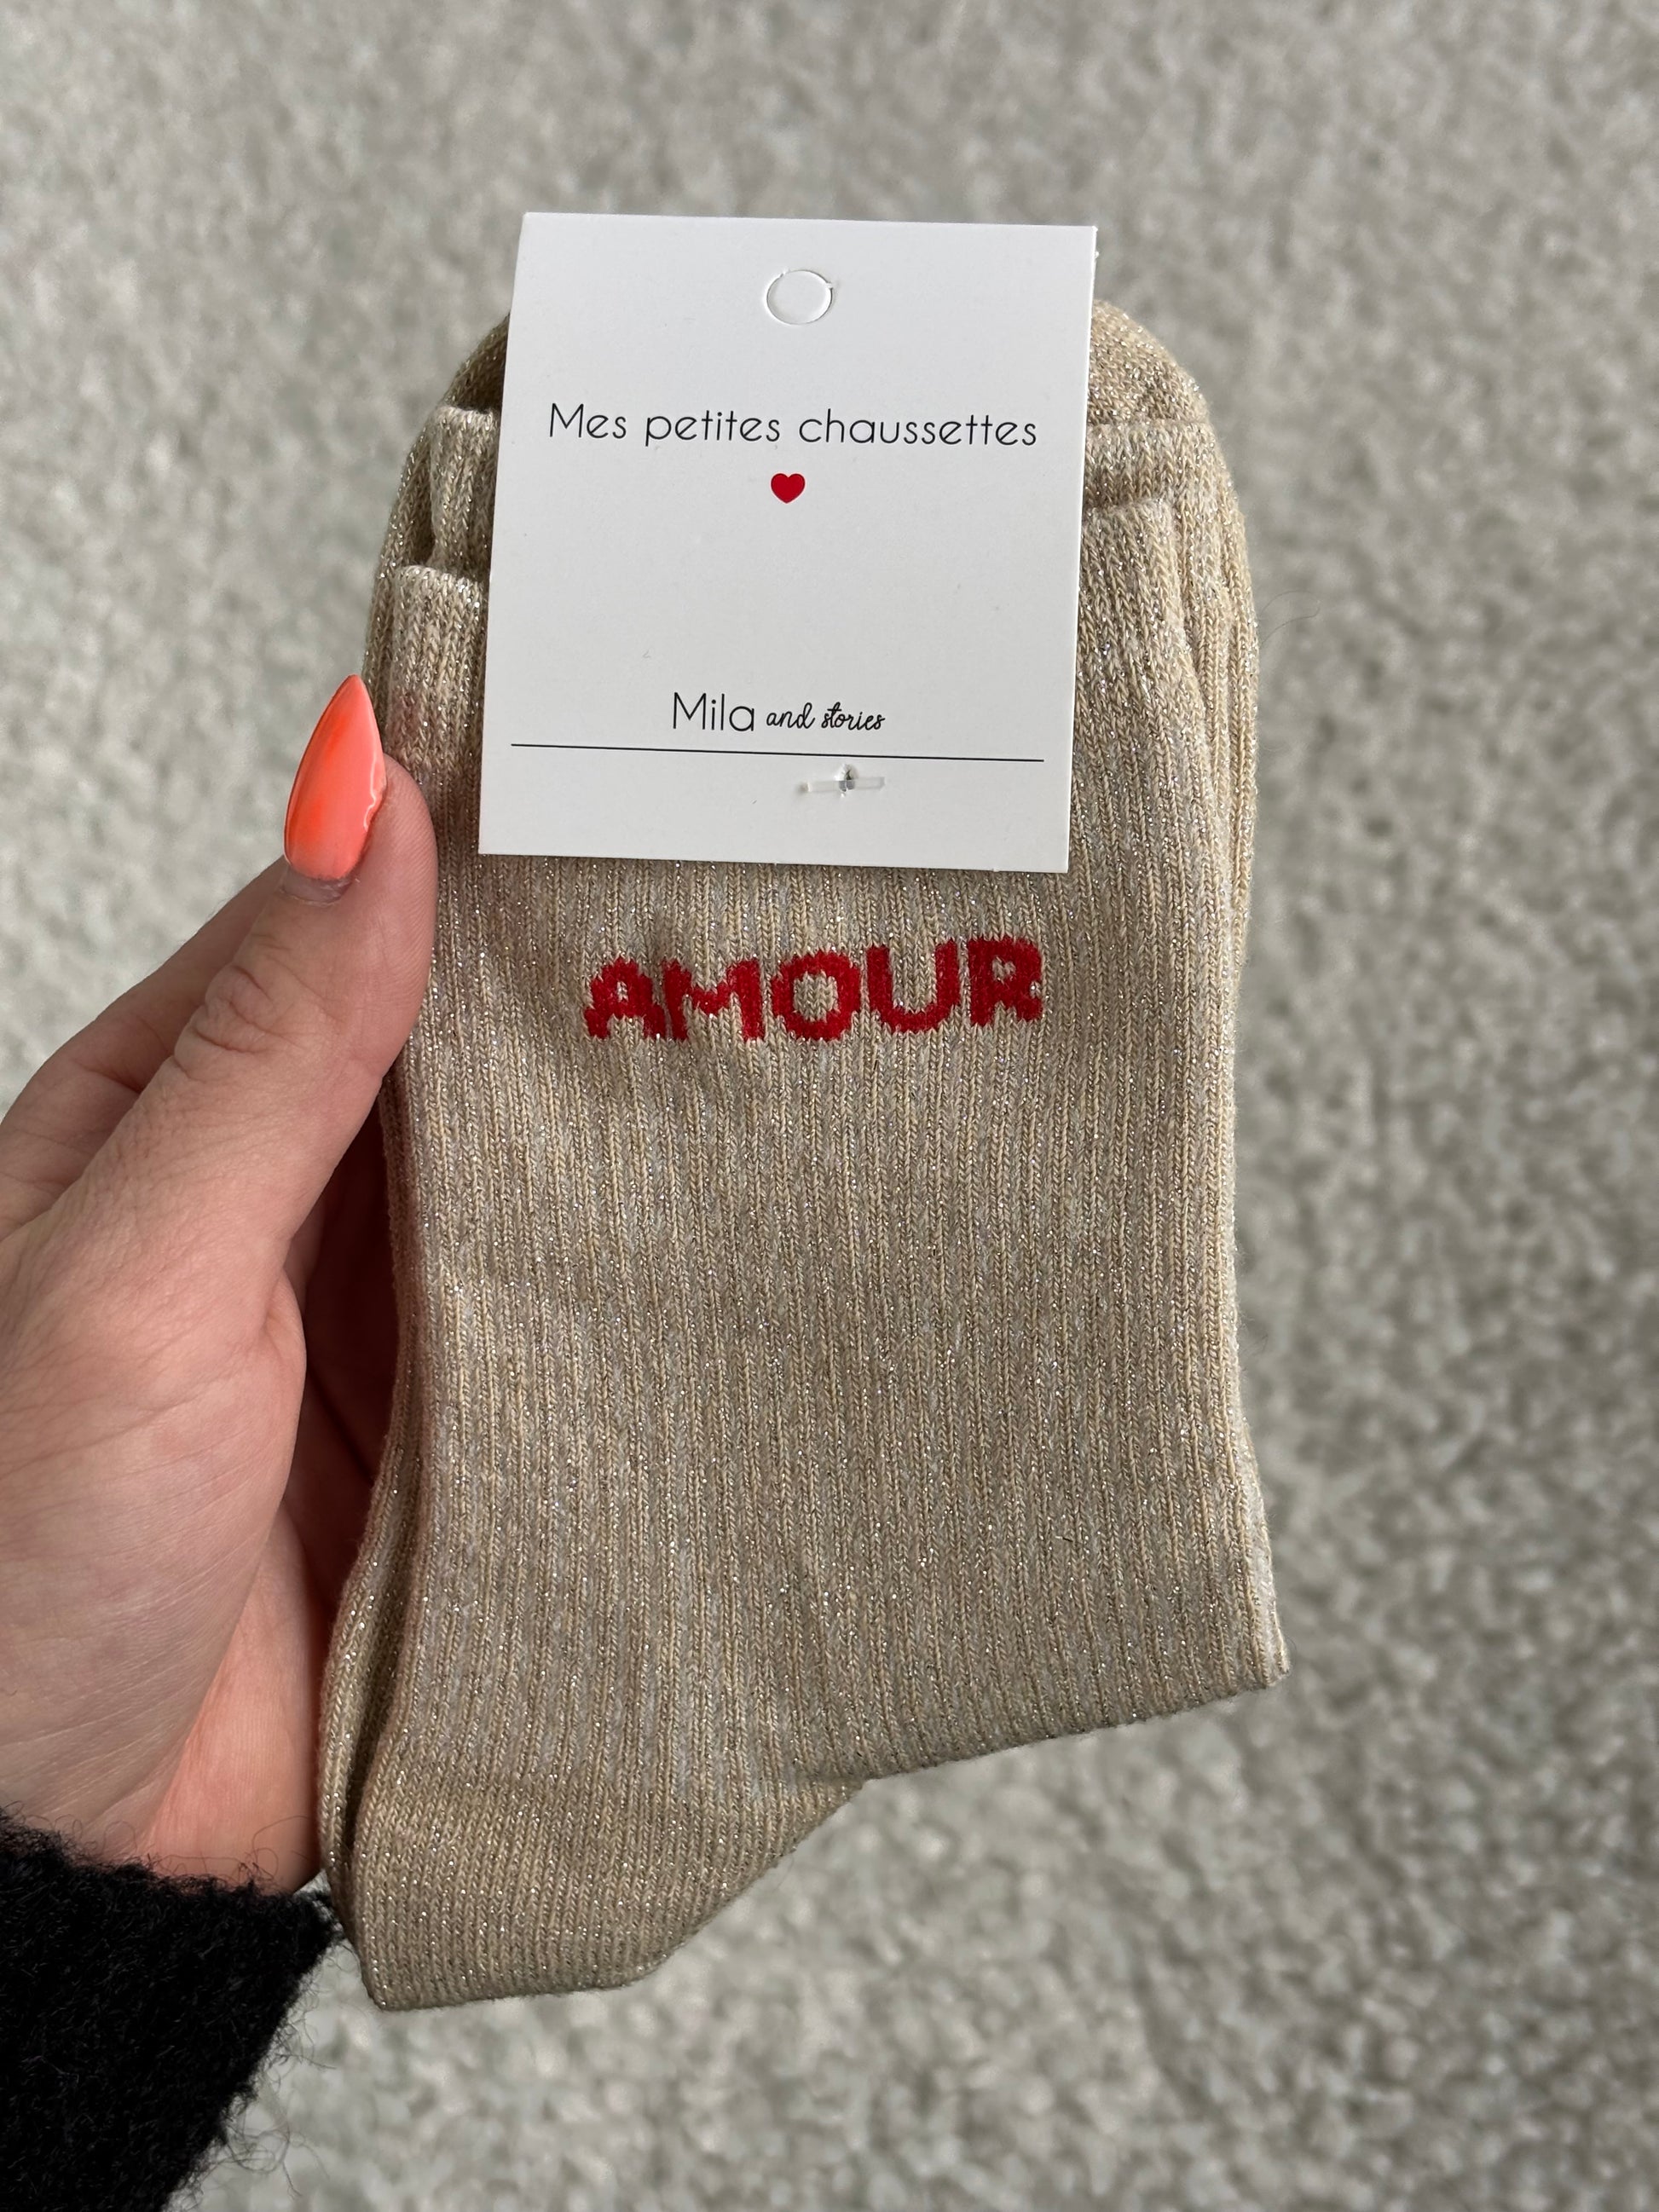 Mes petites chaussettes
Mila and stories
AMOUR